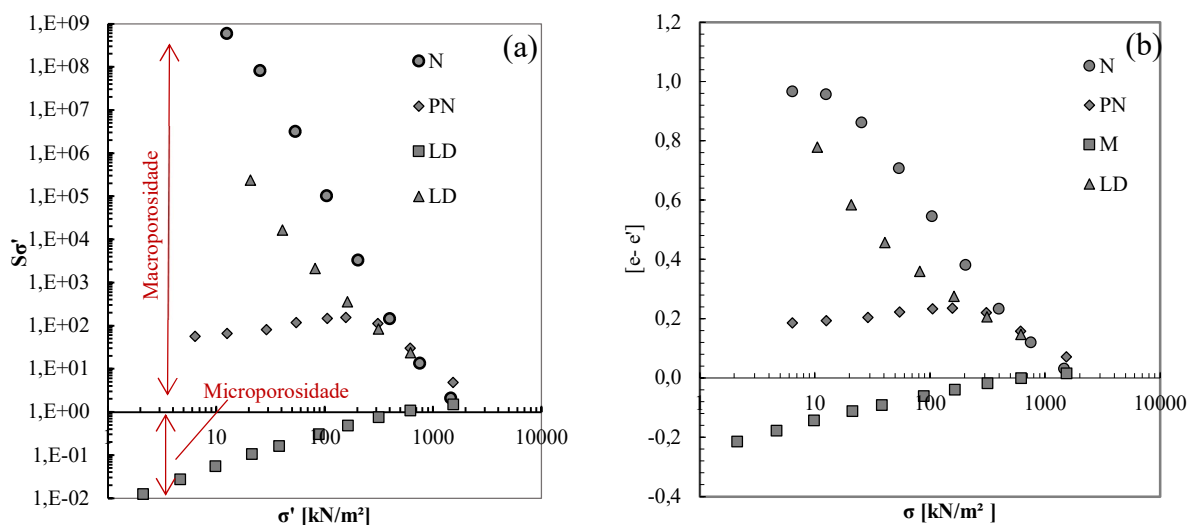 (a)
1,E+09
1,E+08
1,E+07
1,E+06
1,E+05
1,E+04
1,E+03
1,E+02
1,E+01
1,E+00
1,E-01
1,E-02
Sσ'
Macroporosidade
Microporosidade
N
PN
LD
LD
10
100
1000
10000
σ' [kN/m²]
(b)
1,2
1,0
0,8
0,6
0,4
0,2
0,0
-0,2
-0,4
[e- e']
N
PN
M
LD
10
100
1000
10000
σ [kN/m² ]